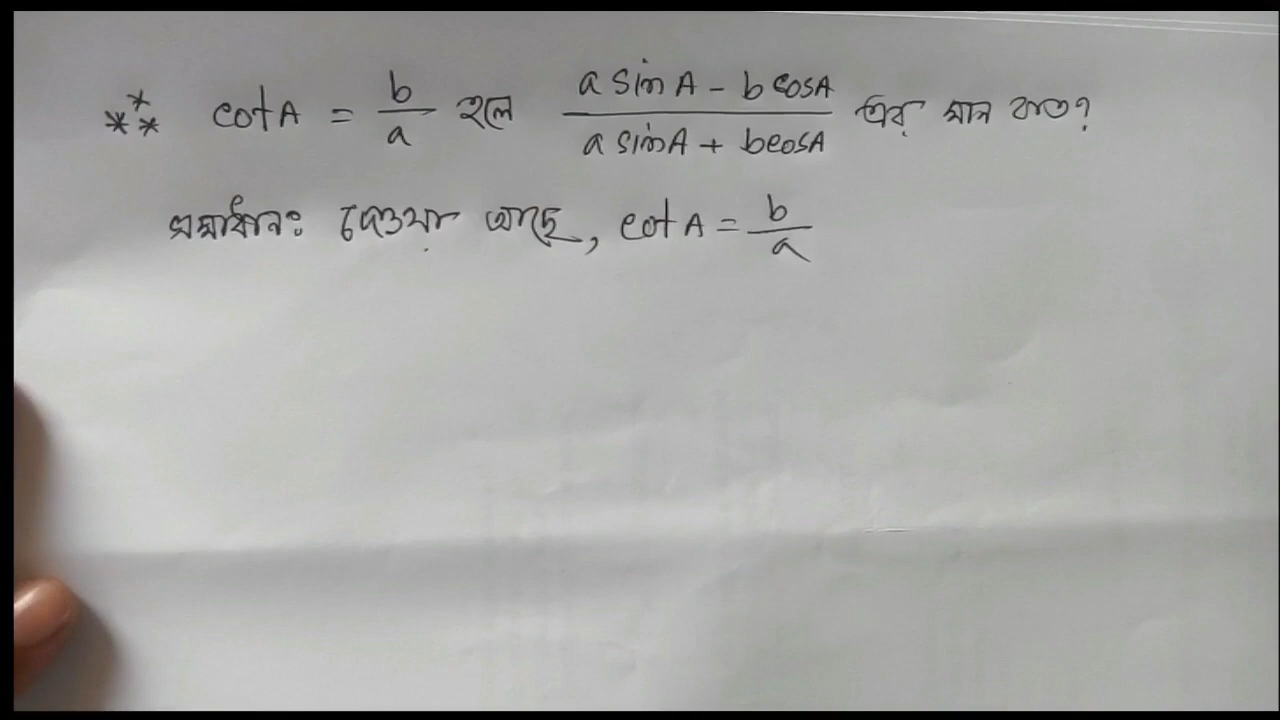 *** cot A = b/a হলে (a sin A - b cos A)/(a sin A + b cos A) এর মান কত?
সমাধানঃ দেওয়া আছে, cot A = b/a